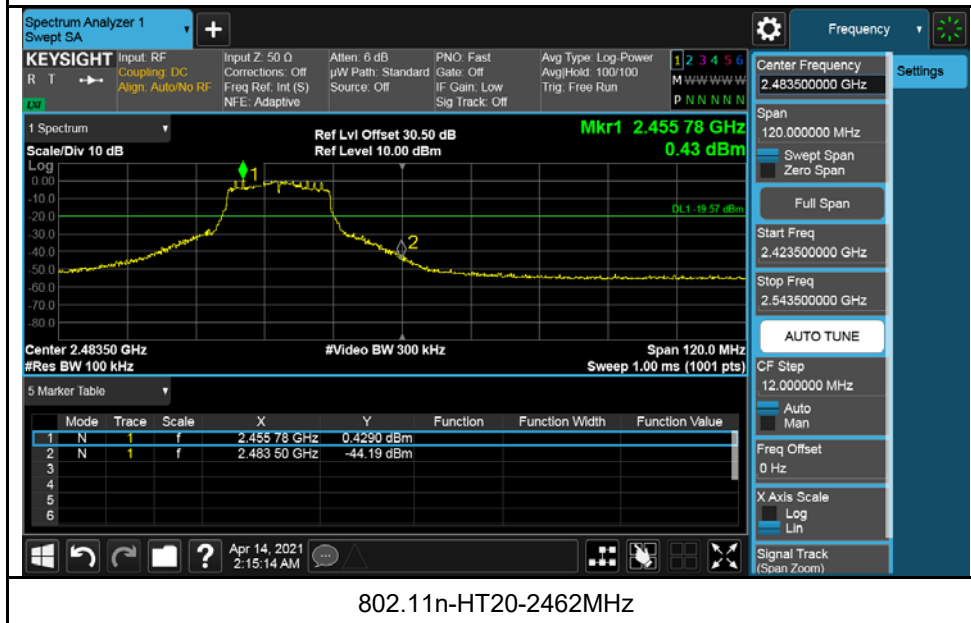 Spectrum Analyzer 1
Swept SA
+
Frequency
KEYSIGHT
R T
LXI
Input: RF
Coupling: DC
Align: Auto/No RF
Input Z: 50 Ω
Corrections: Off
Freq Ref: Int (S)
NFE: Adaptive
Atten: 6 dB
µW Path: Standard
Source: Off
PNO: Fast
Gate: Off
IF Gain: Low
Sig Track: Off
Avg Type: Log-Power
Avg|Hold: 100/100
Trig: Free Run
1 2 3 4 5 6
M W W W W W
P N N N N N
1 Spectrum
Scale/Div 10 dB
Ref Lvl Offset 30.50 dB
Ref Level 10.00 dBm
Mkr1 2.455 78 GHz
0.43 dBm
Log
0.00
-10.0
-20.0
-30.0
-40.0
-50.0
-60.0
-70.0
-80.0
1
2
DL1 -19.57 dBm
Center 2.48350 GHz
#Res BW 100 kHz
#Video BW 300 kHz
Span 120.0 MHz
Sweep 1.00 ms (1001 pts)
5 Marker Table
Mode Trace Scale X Y Function Function Width Function Value
1 N 1 f 2.455 78 GHz 0.4290 dBm
2 N 1 f 2.483 50 GHz -44.19 dBm
3
4
5
6
Apr 14, 2021
2:15:14 AM
?
Center Frequency
2.483500000 GHz
Settings
Span
120.000000 MHz
Swept Span
Zero Span
Full Span
Start Freq
2.423500000 GHz
Stop Freq
2.543500000 GHz
AUTO TUNE
CF Step
12.000000 MHz
Auto
Man
Freq Offset
0 Hz
X Axis Scale
Log
Lin
Signal Track
(Span Zoom)
802.11n-HT20-2462MHz